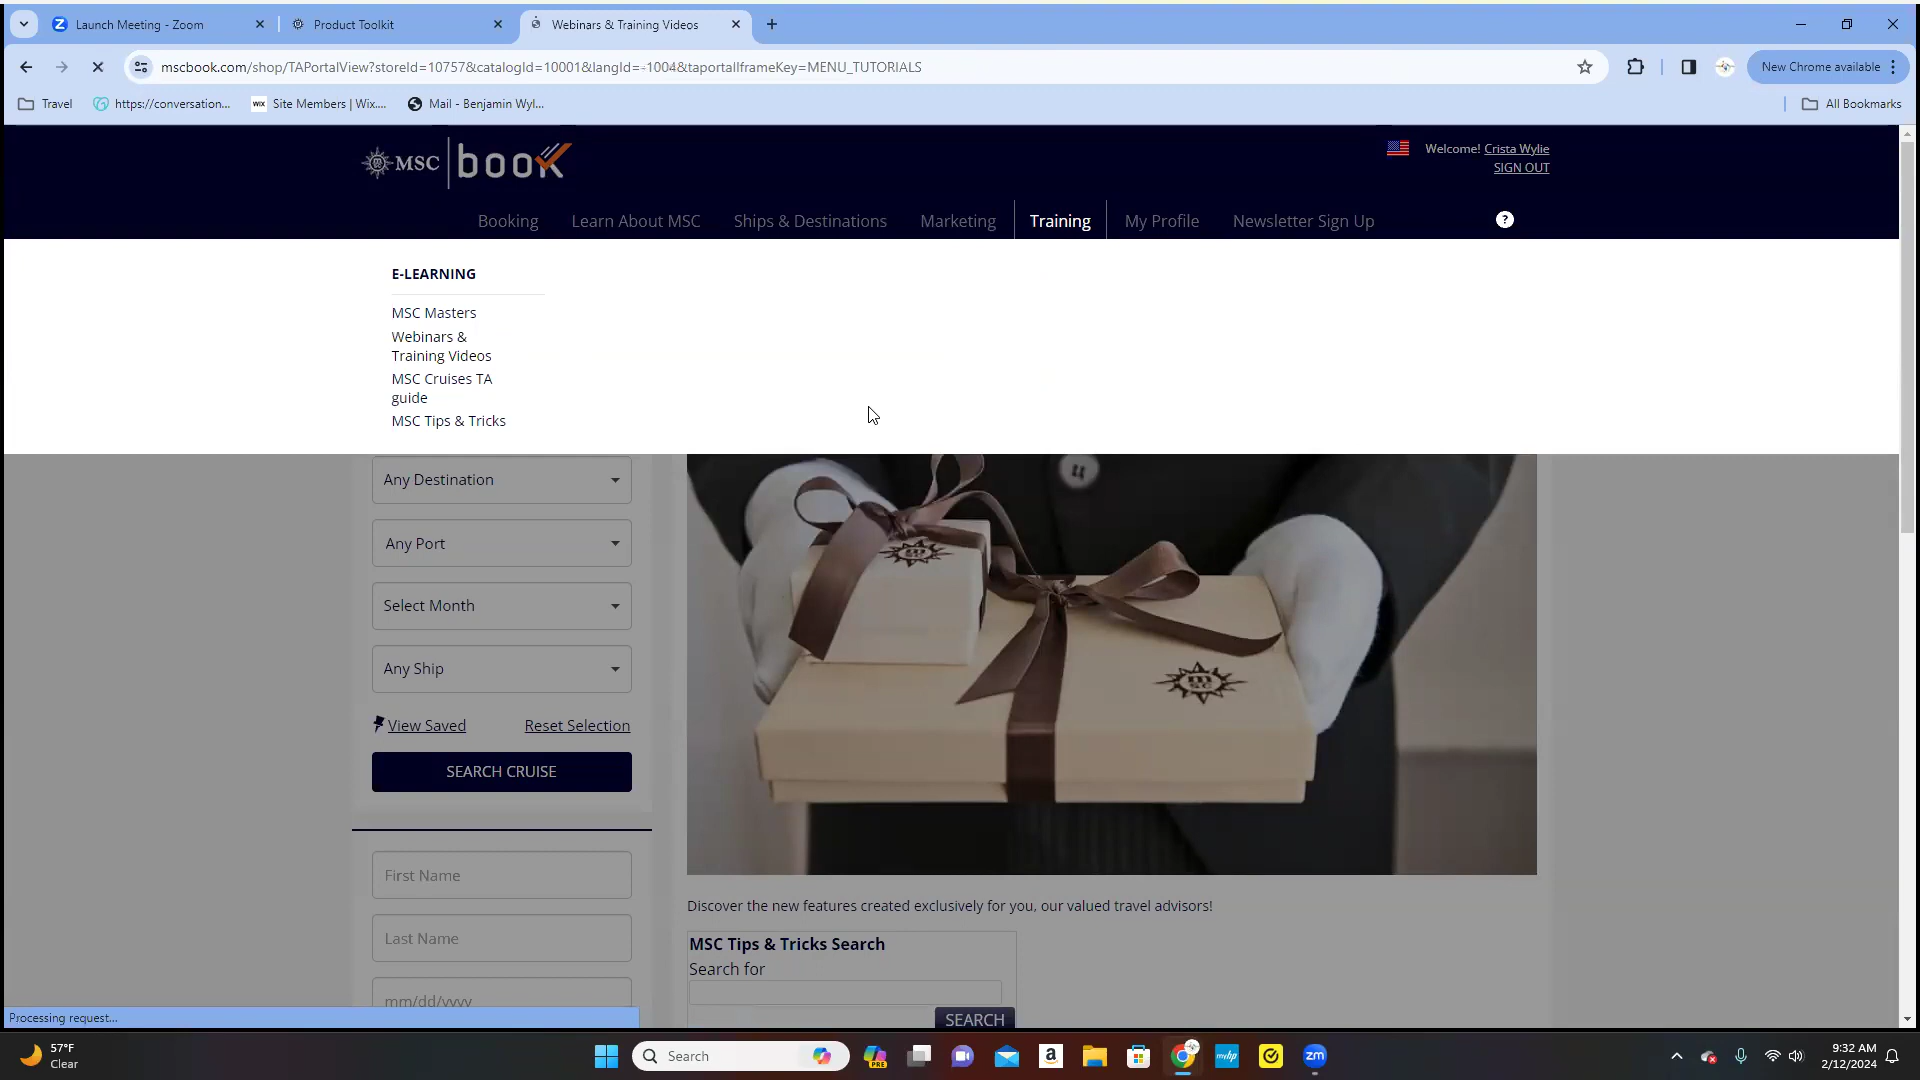 Launch Meeting - Zoom
Product Toolkit
Webinars & Training Videos
mscbook.com/shop/TAPortalView?storeId=10757&catalogId=10001&langId=-1004&taportalIframeKey=MENU_TUTORIALS
New Chrome available
Travel
https://conversation...
WIX Site Members | Wix....
Mail - Benjamin Wyl...
All Bookmarks
MSC book
Welcome! Crista Wylie
SIGN OUT
Booking
Learn About MSC
Ships & Destinations
Marketing
Training
My Profile
Newsletter Sign Up
?
E-LEARNING
MSC Masters
Webinars &
Training Videos
MSC Cruises TA
guide
MSC Tips & Tricks
Any Destination
Any Port
Select Month
Any Ship
View Saved
Reset Selection
SEARCH CRUISE
First Name
Last Name
mm/dd/yyyy
m
sc
m
sc
Discover the new features created exclusively for you, our valued travel advisors!
MSC Tips & Tricks Search
Search for
SEARCH
Processing request...
57°F
Clear
Search
PRE
a
myhp
zm
9:32 AM
2/12/2024